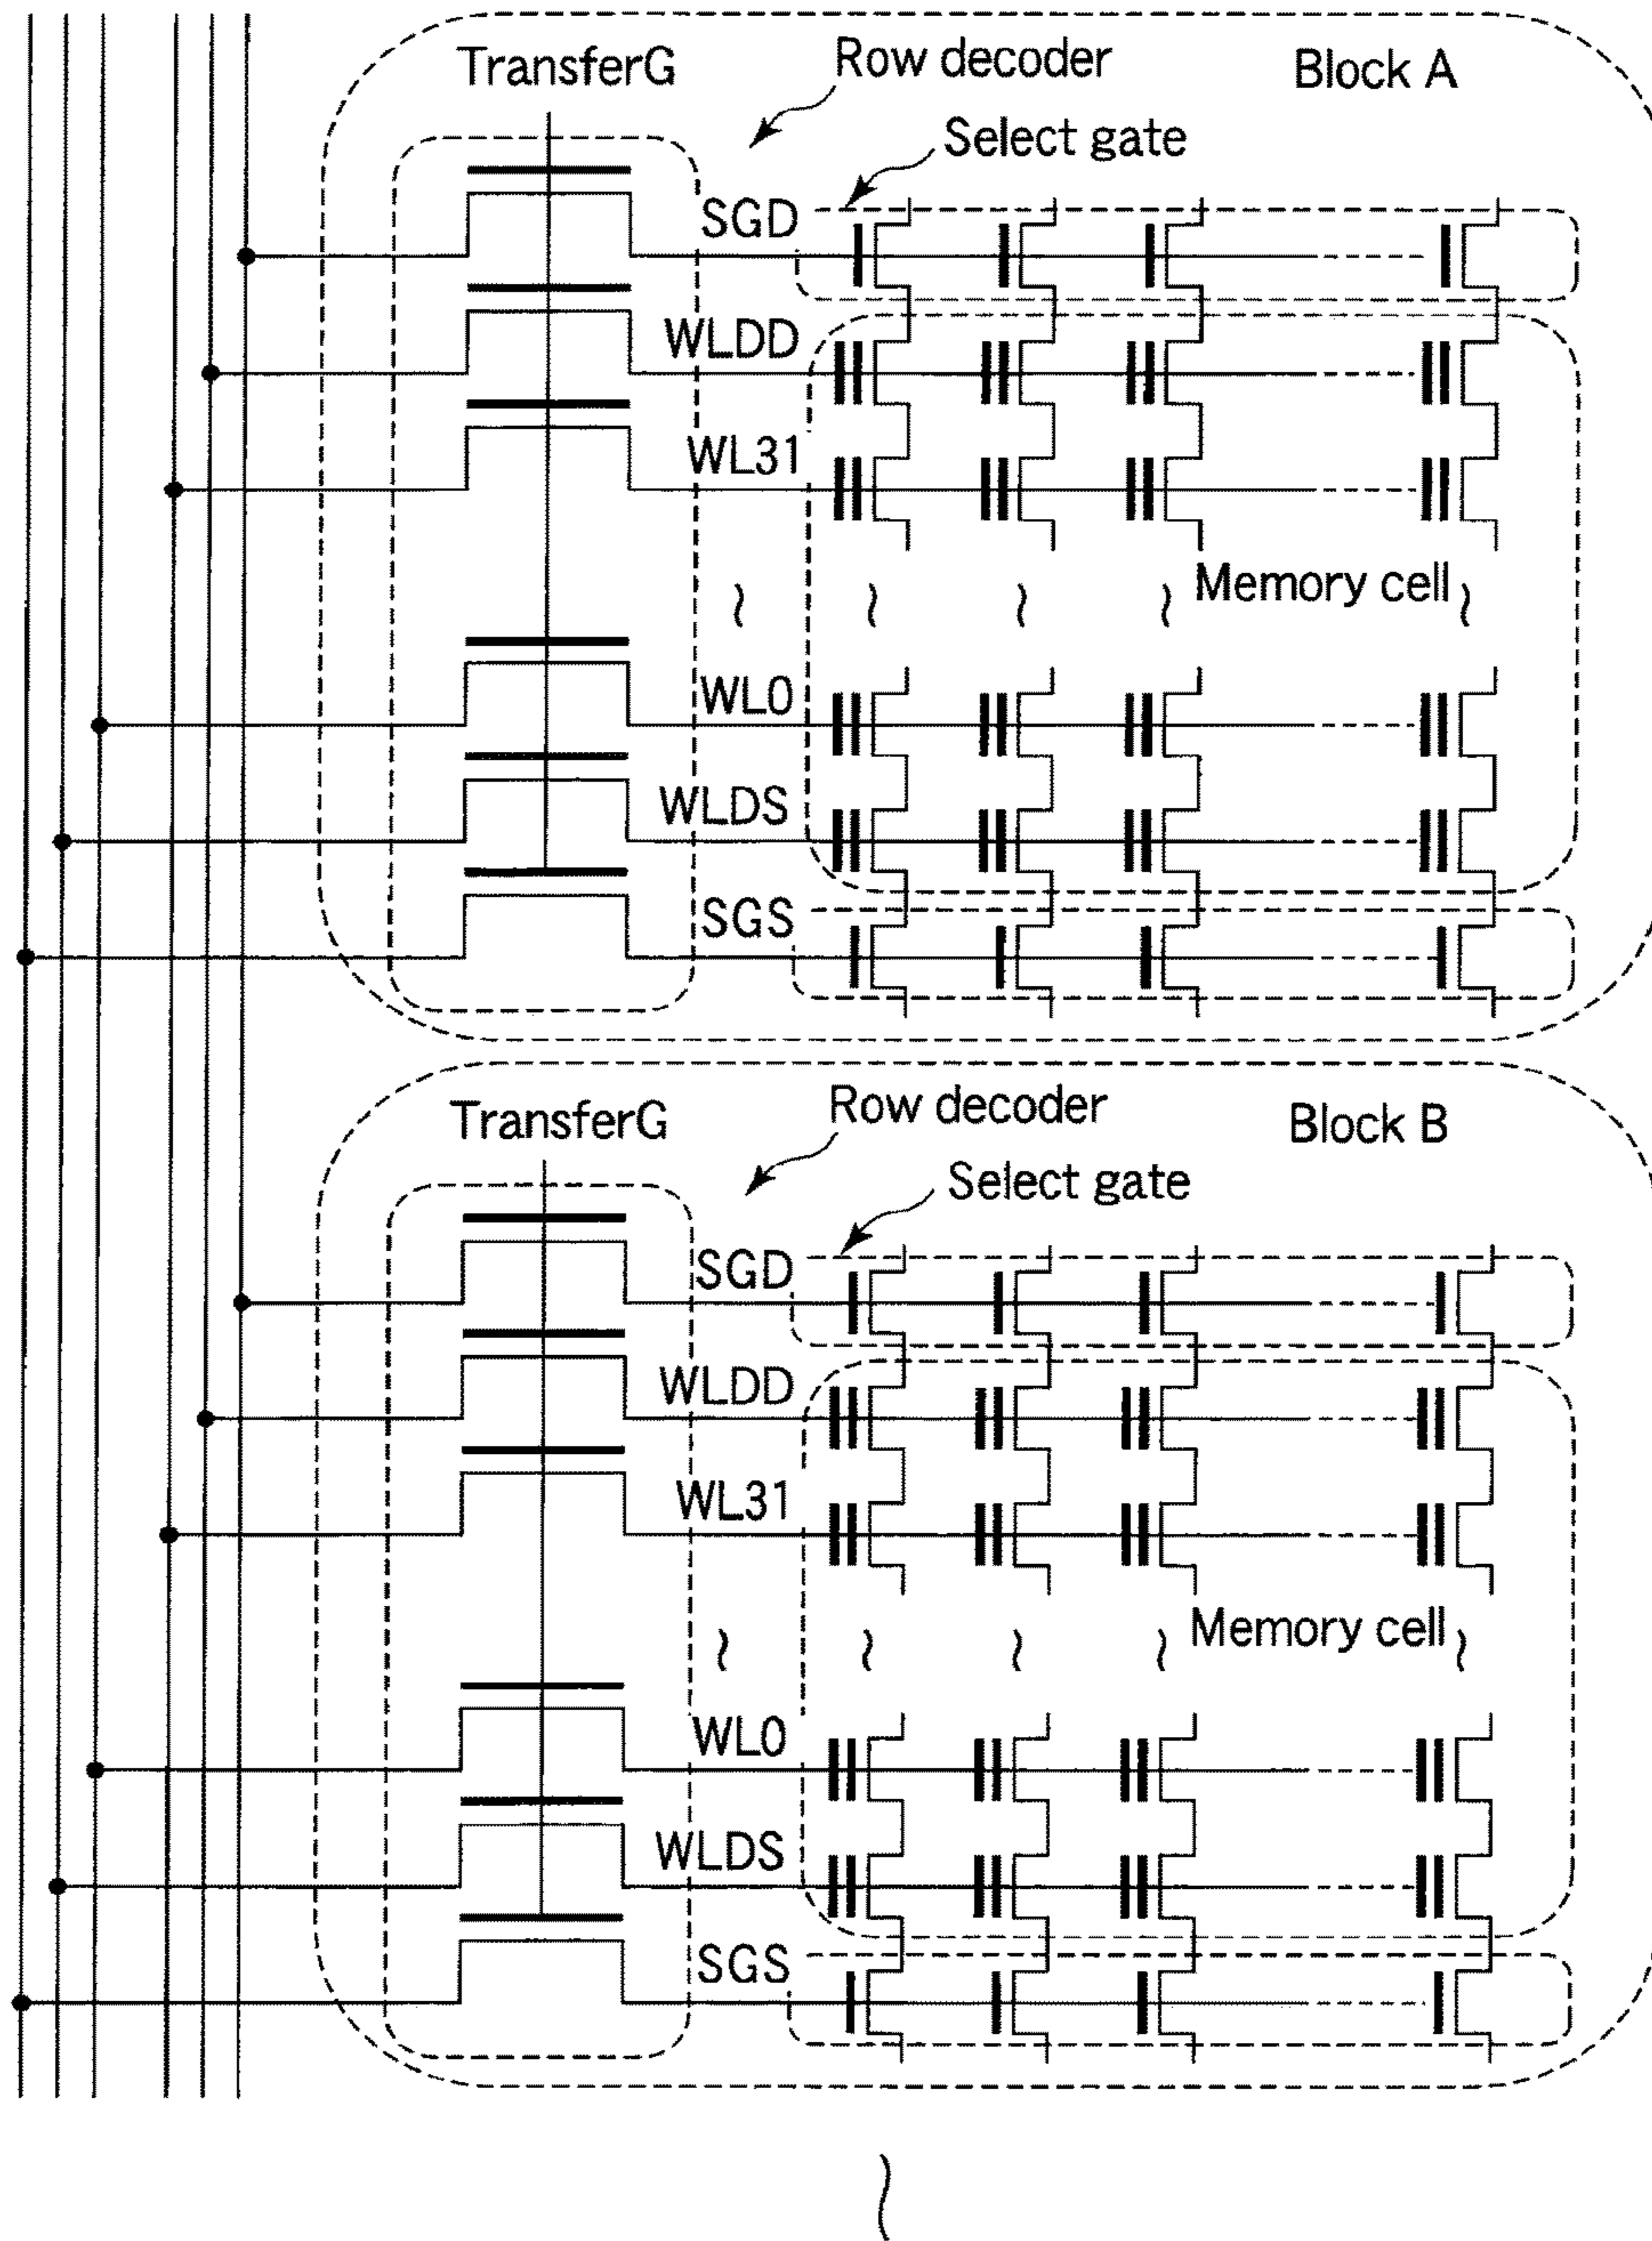 TransferG
Row decoder
Block A
Select gate
SGD
WLDD
WL31
Memory cell
WL0
WLDS
SGS
TransferG
Row decoder
Block B
Select gate
SGD
WLDD
WL31
Memory cell
WL0
WLDS
SGS